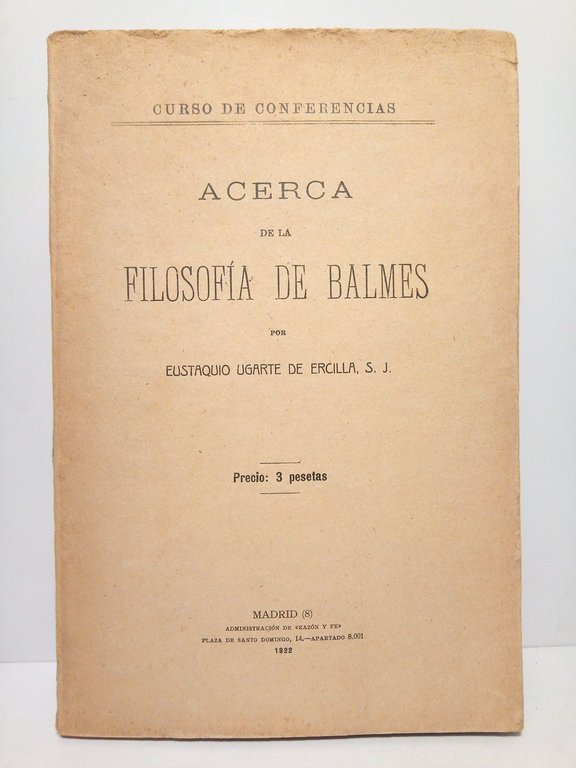 CURSO DE CONFERENCIAS
ACERCA
DE LA
FILOSOFÍA DE BALMES
POR
EUSTAQUIO UGARTE DE ERCILLA, S. J.
Precio: 3 pesetas
MADRID (8)
ADMINISTRACIÓN DE «RAZÓN Y FE»
PLAZA DE SANTO DOMINGO, 14.—APARTADO 8.001
1922